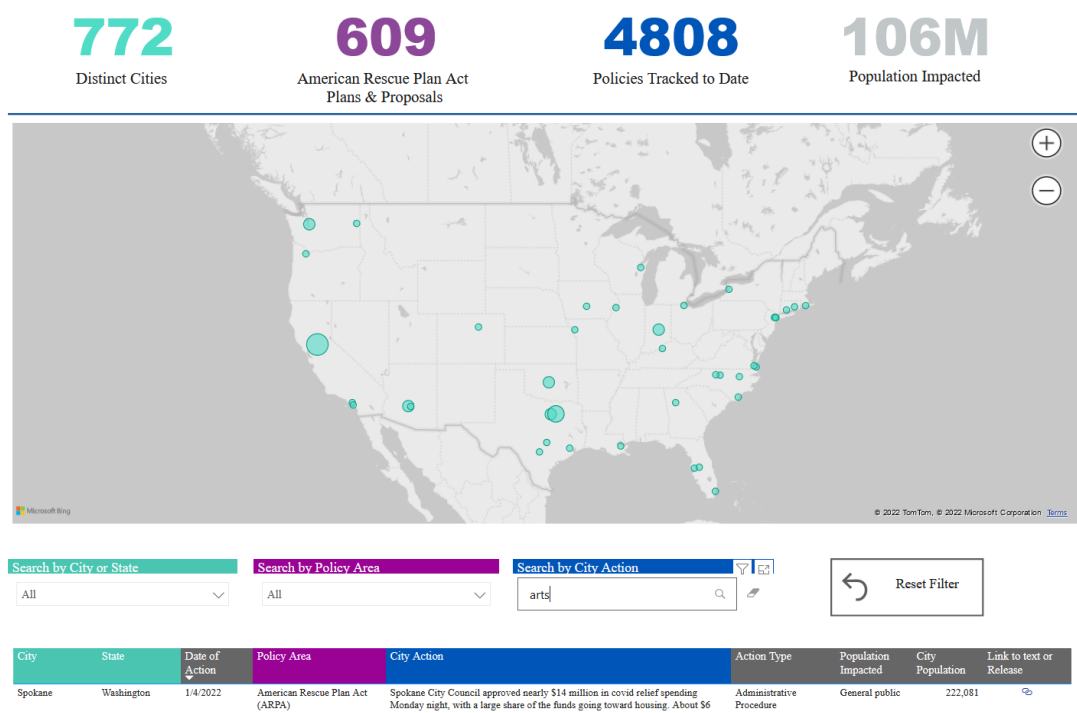 772
Distinct Cities
609
American Rescue Plan Act
Plans & Proposals
4808
Policies Tracked to Date
106M
Population Impacted
Microsoft Bing
© 2022 TomTom, © 2022 Microsoft Corporation Terms
Search by City or State
All
Search by Policy Area
All
Search by City Action
arts
Reset Filter
City
State
Date of
Action
Policy Area
City Action
Action Type
Population
Impacted
City
Population
Link to text or
Release
Spokane
Washington
1/4/2022
American Rescue Plan Act
(ARPA)
Spokane City Council approved nearly $14 million in covid relief spending
Monday night, with a large share of the funds going toward housing. About $6
Administrative
Procedure
General public
222,081